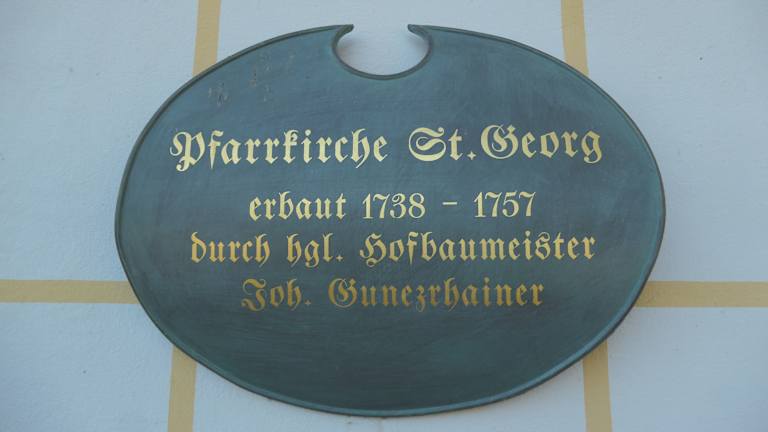 Pfarrkirche St. Georg
erbaut 1738 - 1757
durch hgl. Hofbaumeister
Joh. Gunezrhainer